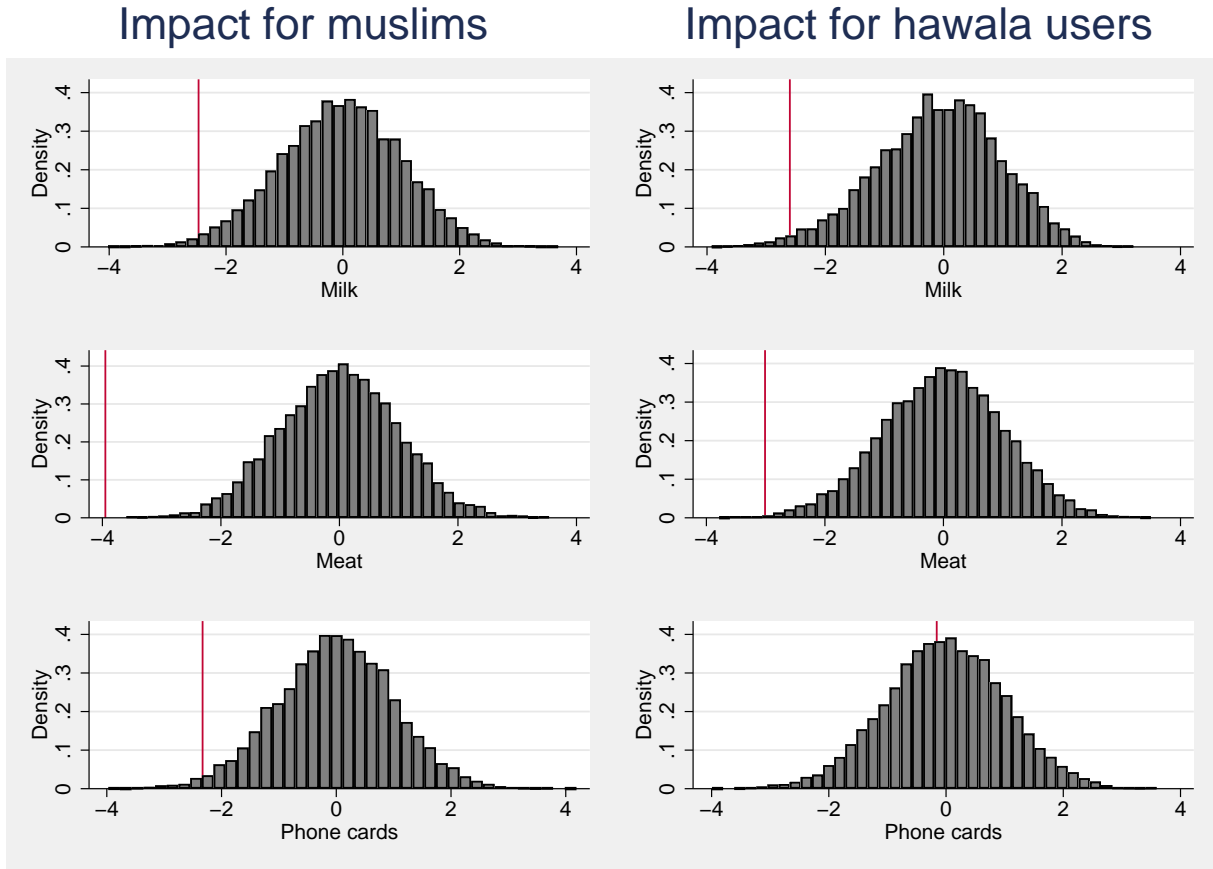 Impact for muslims
Impact for hawala users
Density
0 .1 .2 .3 .4
−4 −2 0 2 4
Milk
Density
0 .1 .2 .3 .4
−4 −2 0 2 4
Milk
Density
0 .1 .2 .3 .4
−4 −2 0 2 4
Meat
Density
0 .1 .2 .3 .4
−4 −2 0 2 4
Meat
Density
0 .1 .2 .3 .4
−4 −2 0 2 4
Phone cards
Density
0 .1 .2 .3 .4
−4 −2 0 2 4
Phone cards